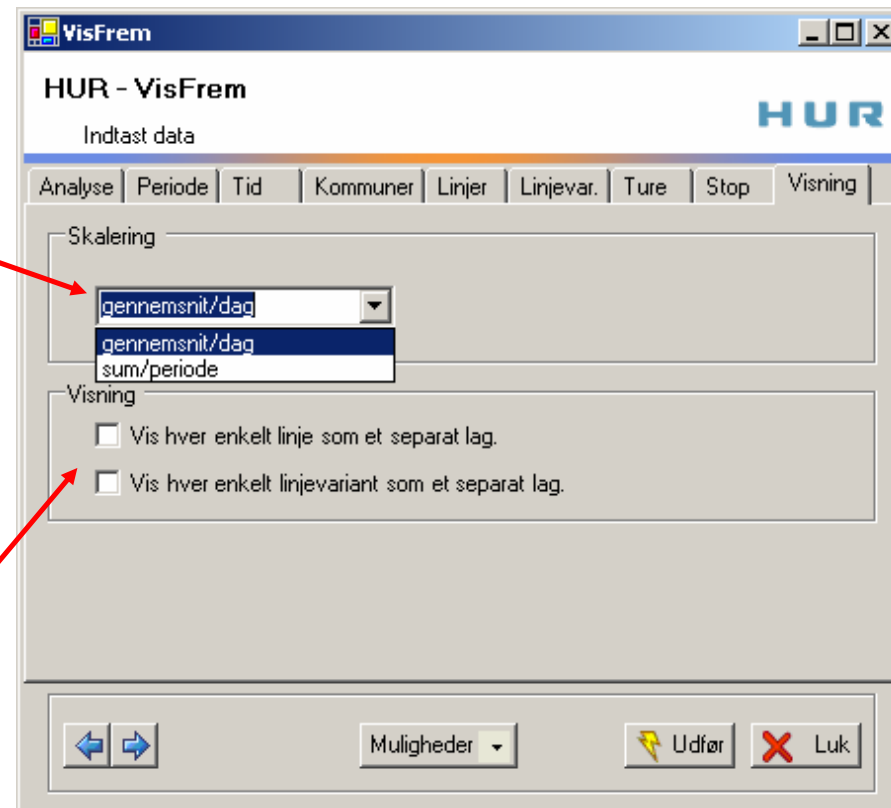 VisFrem
HUR - VisFrem
Indtast data
HUR
Analyse Periode Tid Kommuner Linjer Linjevar. Ture Stop Visning
Skalering
gennemsnit/dag
gennemsnit/dag
sum/periode
Visning
Vis hver enkelt linje som et separat lag.
Vis hver enkelt linjevariant som et separat lag.
Muligheder Udfør Luk